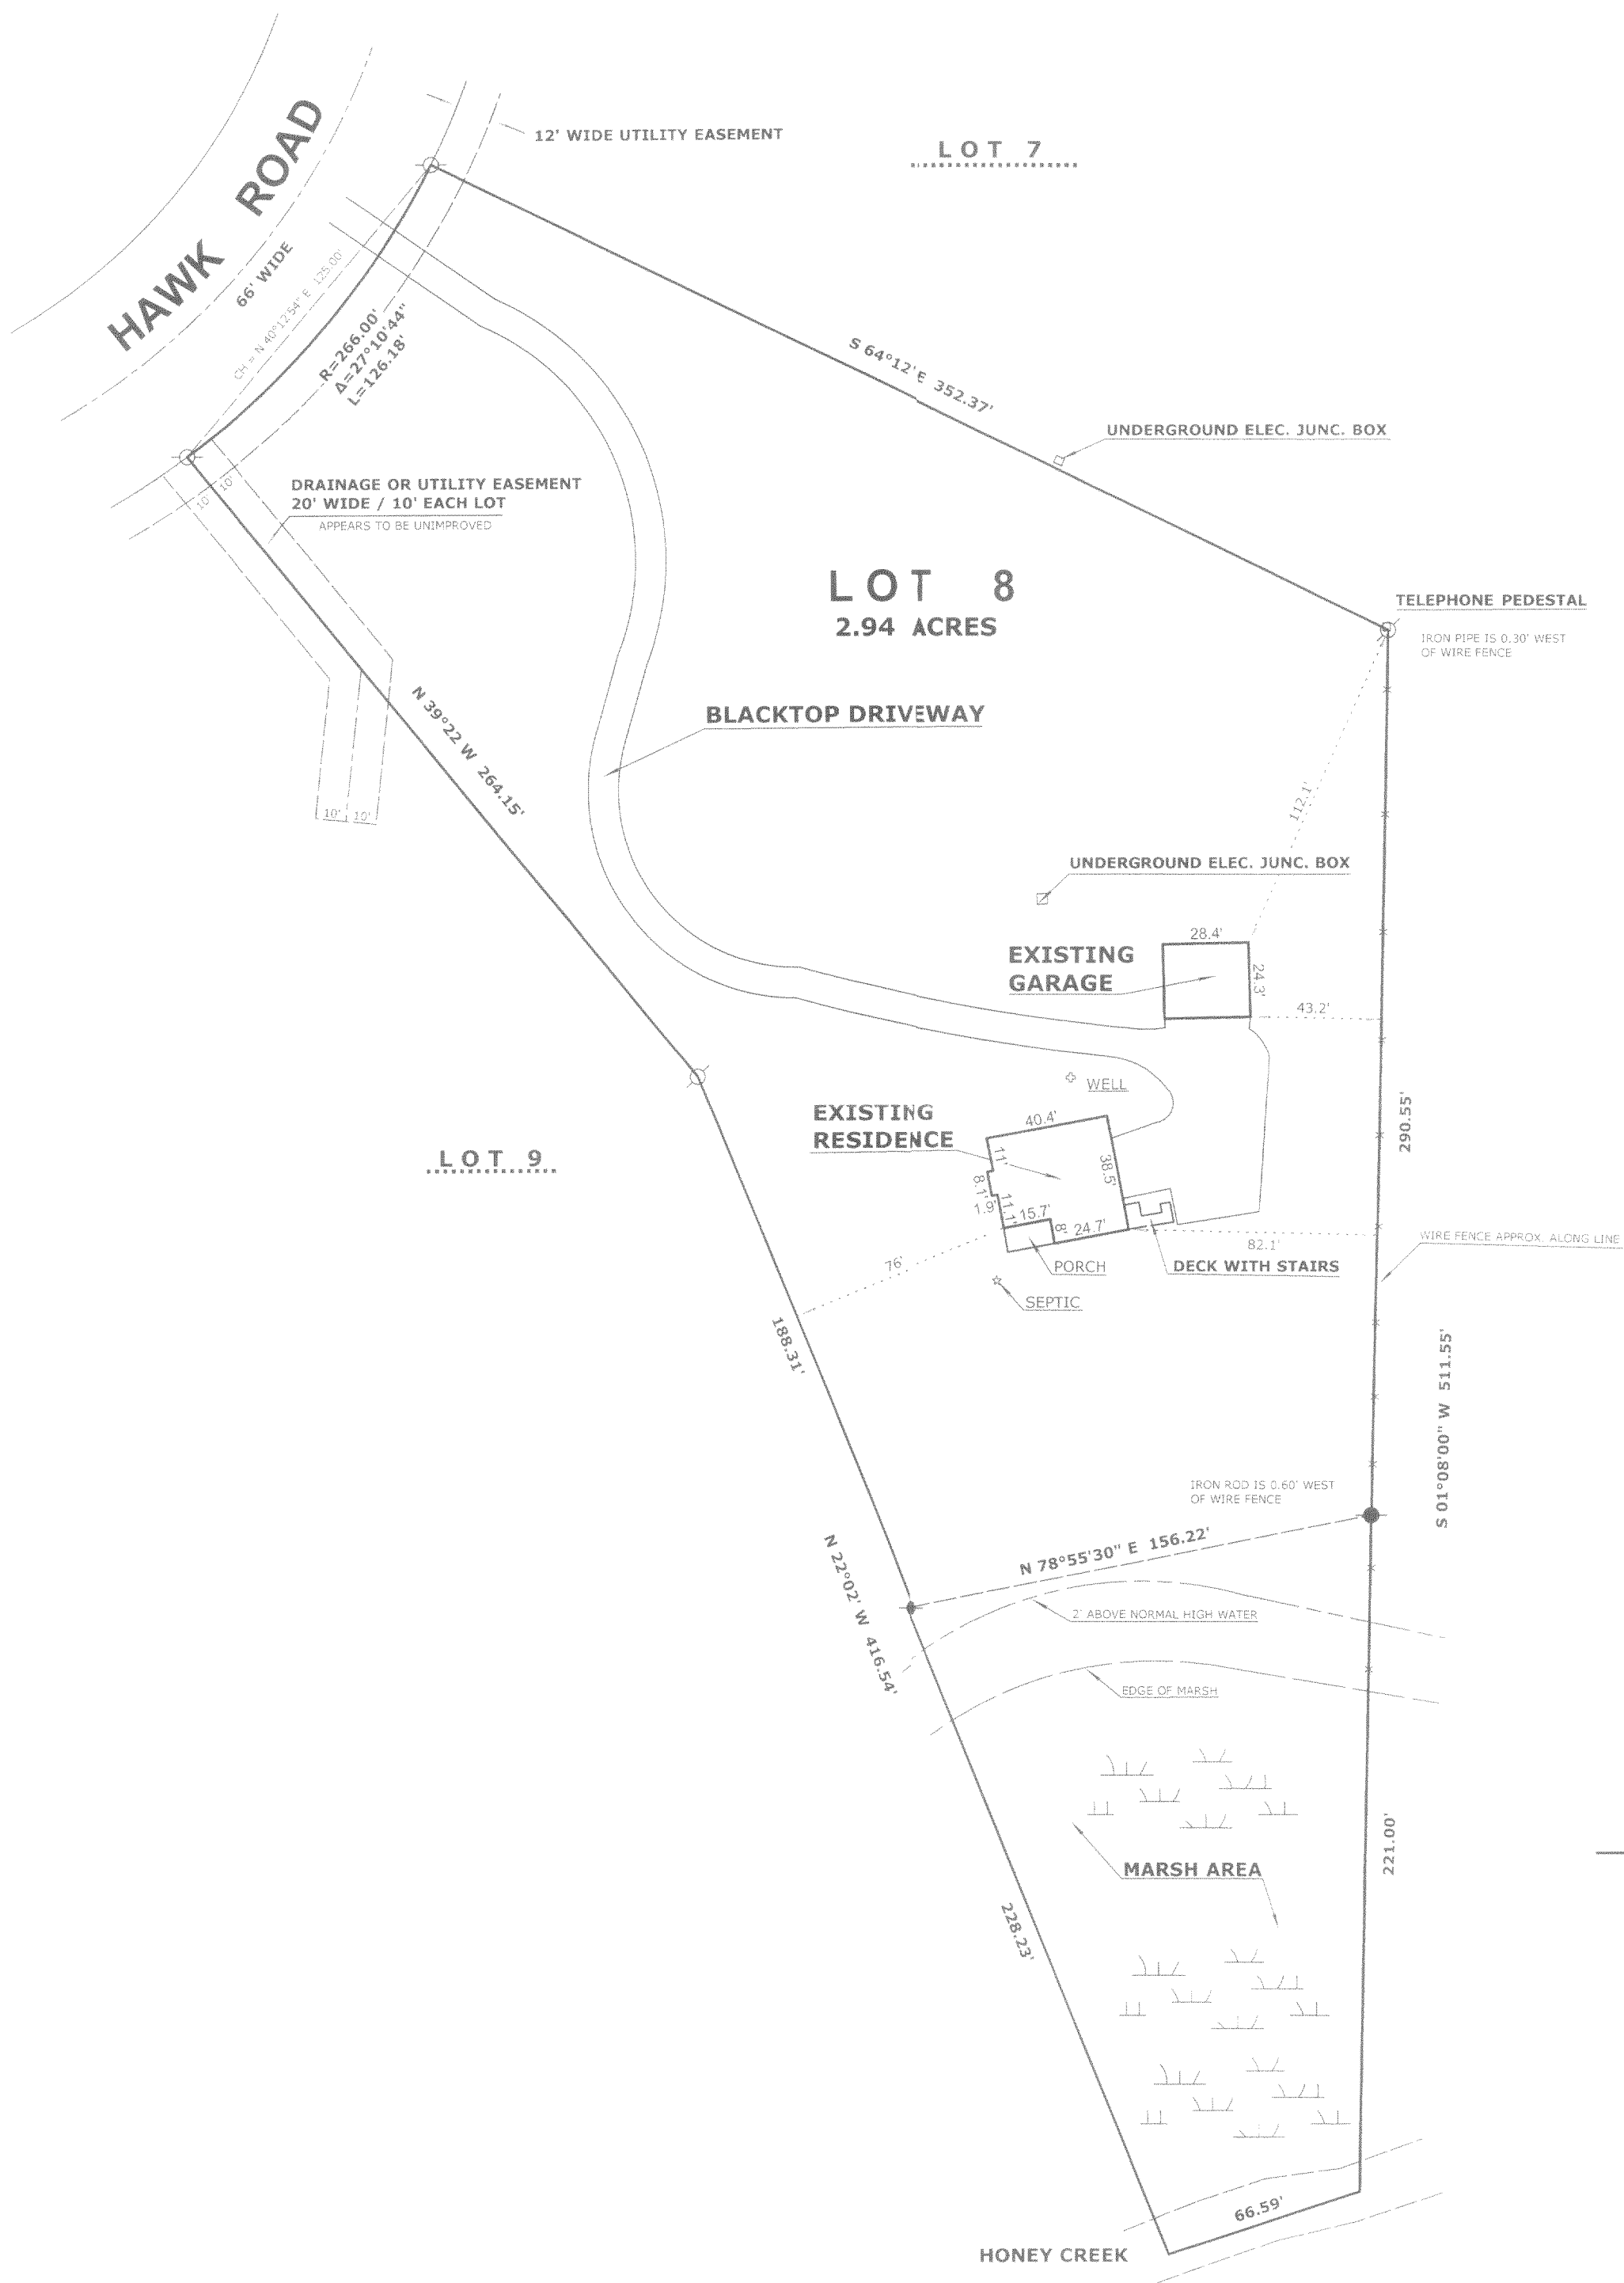 12' WIDE UTILITY EASEMENT
LOT 7
HAWK ROAD
66' WIDE
CH = N 40°12'54" E 125.00'
R=266.00'
Δ=27°10'44"
L=126.18'
S 64°12'E 352.37'
UNDERGROUND ELEC. JUNC. BOX
10' 10'
DRAINAGE OR UTILITY EASEMENT
20' WIDE / 10' EACH LOT
APPEARS TO BE UNIMPROVED
LOT 8
2.94 ACRES
TELEPHONE PEDESTAL
IRON PIPE IS 0.30' WEST
OF WIRE FENCE
N 39°22 W 264.15'
BLACKTOP DRIVEWAY
10' 10'
112.1'
UNDERGROUND ELEC. JUNC. BOX
28.4'
EXISTING
GARAGE
24.3'
43.2'
WELL
EXISTING
RESIDENCE
40.4'
290.55'
LOT 9
11'
38.5'
8.1'
1.9'
11.1'
15.7'
8'
24.7'
82.1'
WIRE FENCE APPROX. ALONG LINE
76'
PORCH
DECK WITH STAIRS
SEPTIC
188.31'
S 01°08'00" W 511.55'
IRON ROD IS 0.60' WEST
OF WIRE FENCE
N 78°55'30" E 156.22'
N 22°02' W 416.54'
2' ABOVE NORMAL HIGH WATER
EDGE OF MARSH
221.00'
MARSH AREA
228.23'
66.59'
HONEY CREEK